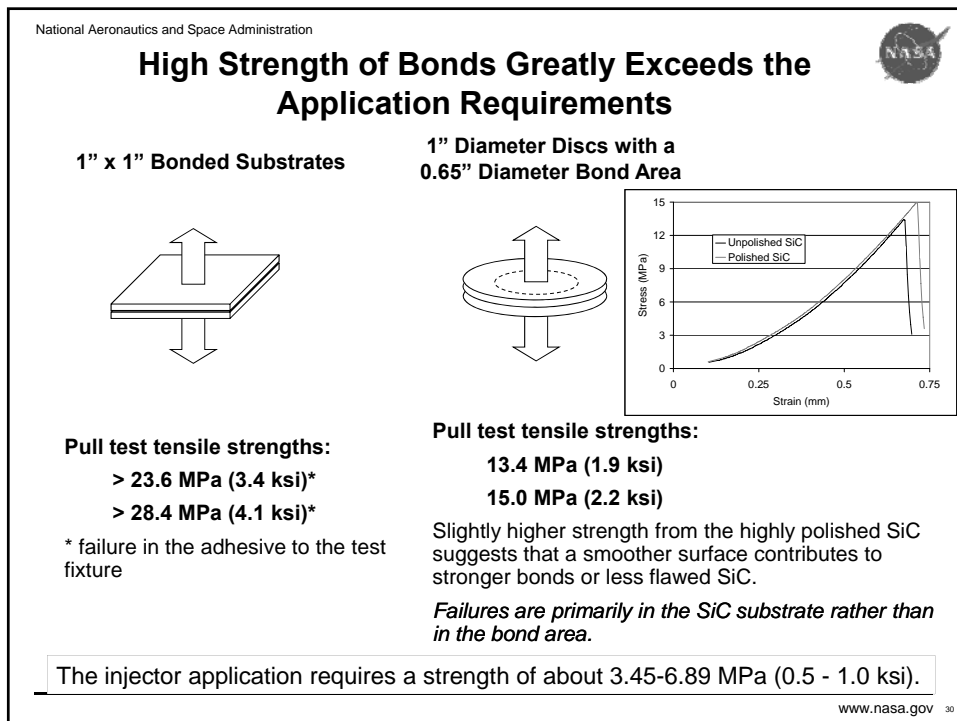 National Aeronautics and Space Administration
NASA
High Strength of Bonds Greatly Exceeds the
Application Requirements
1” x 1” Bonded Substrates
1” Diameter Discs with a
0.65” Diameter Bond Area
15
12
9
6
3
0
Stress (MPa)
Unpolished SiC
Polished SiC
0 0.25 0.5 0.75
Strain (mm)
Pull test tensile strengths:
> 23.6 MPa (3.4 ksi)*
> 28.4 MPa (4.1 ksi)*
* failure in the adhesive to the test
fixture
Pull test tensile strengths:
13.4 MPa (1.9 ksi)
15.0 MPa (2.2 ksi)
Slightly higher strength from the highly polished SiC
suggests that a smoother surface contributes to
stronger bonds or less flawed SiC.
Failures are primarily in the SiC substrate rather than
in the bond area.
The injector application requires a strength of about 3.45-6.89 MPa (0.5 - 1.0 ksi).
www.nasa.gov 30